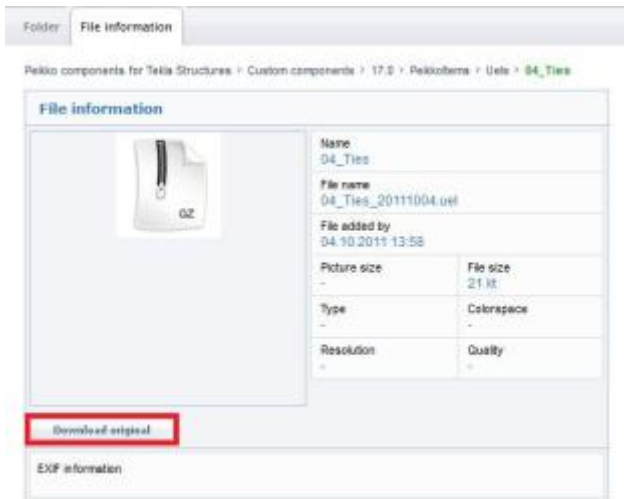 Folder File information
Peikko components for Tekla Structures > Custom components > 17.0 > PeikkoItems > Uels > 04_Ties
File information
GZ
Name
04_Ties
File name
04_Ties_20111004.uel
File added by
04.10.2011 13:58
Picture size File size
- 21 kt
Type Colorspace
- -
Resolution Quality
- -
Download original
EXIF information